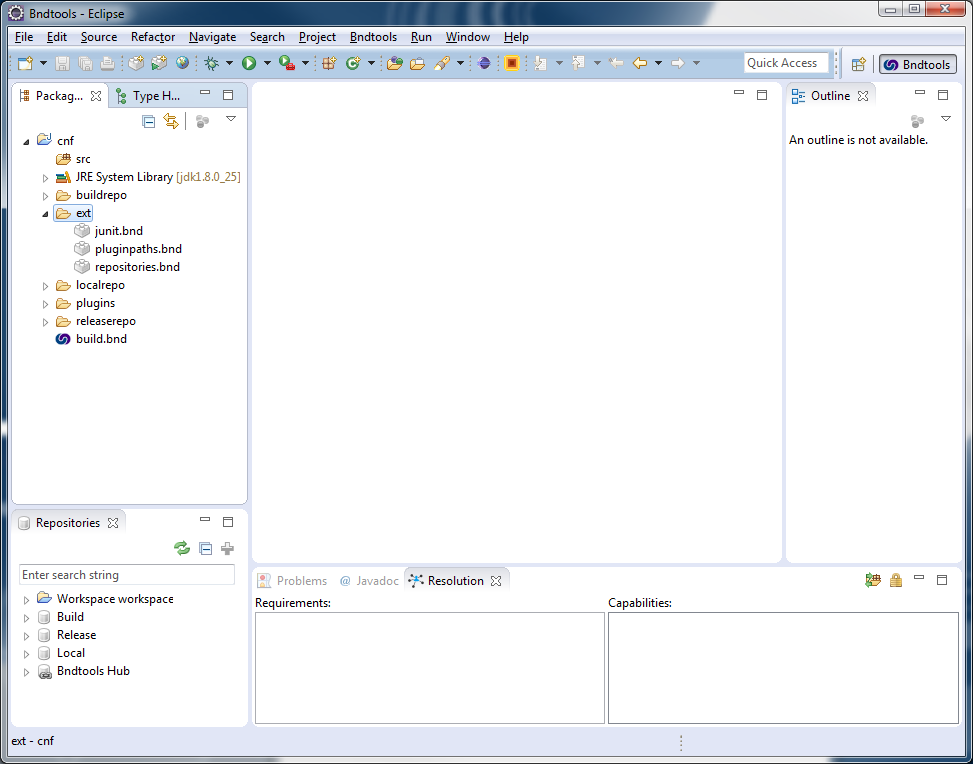 Bndtools - Eclipse
File Edit Source Refactor Navigate Search Project Bndtools Run Window Help
Quick Access
Bndtools
Packag...
Type H...
cnf
src
JRE System Library [jdk1.8.0_25]
buildrepo
ext
junit.bnd
pluginpaths.bnd
repositories.bnd
localrepo
plugins
releaserepo
build.bnd
Outline
An outline is not available.
Repositories
Enter search string
Workspace workspace
Build
Release
Local
Bndtools Hub
Problems @ Javadoc Resolution
Requirements:
Capabilities:
ext - cnf